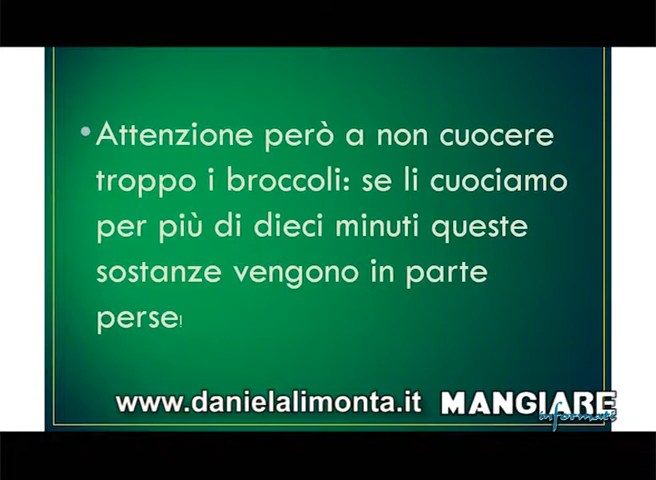 • Attenzione però a non cuocere
troppo i broccoli: se li cuociamo
per più di dieci minuti queste
sostanze vengono in parte
perse!
www.danielalimonta.it MANGIARE
informati